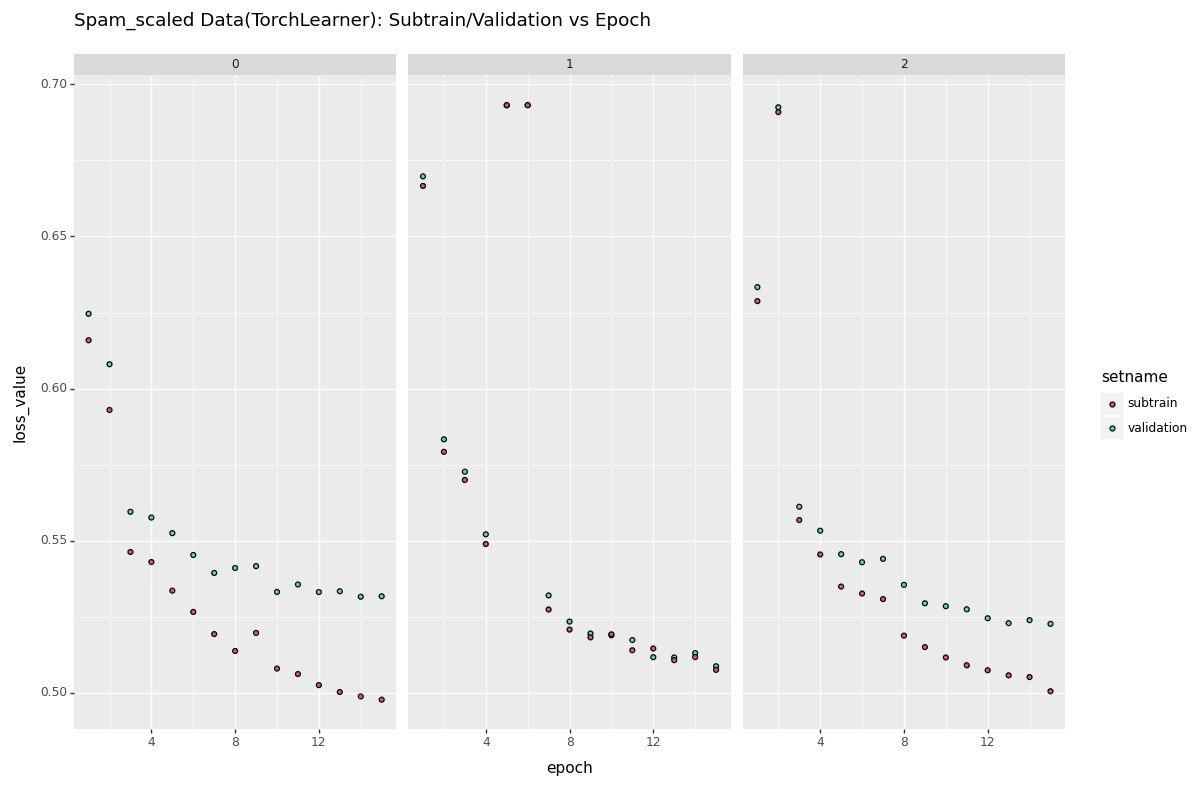 Spam_scaled Data(TorchLearner): Subtrain/Validation vs Epoch
0 1 2
0.70
0.65
0.60
0.55
0.50
loss_value
4 8 12 4 8 12 4 8 12
epoch
setname
subtrain
validation